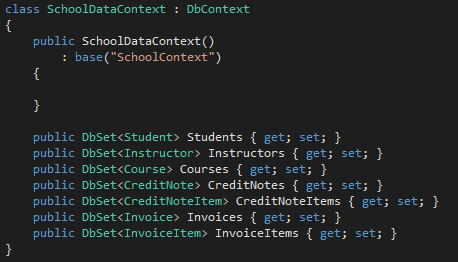 class SchoolDataContext : DbContext
{
    public SchoolDataContext()
        : base("SchoolContext")
    {

    }

    public DbSet<Student> Students { get; set; }
    public DbSet<Instructor> Instructors { get; set; }
    public DbSet<Course> Courses { get; set; }
    public DbSet<CreditNote> CreditNotes { get; set; }
    public DbSet<CreditNoteItem> CreditNoteItems { get; set; }
    public DbSet<Invoice> Invoices { get; set; }
    public DbSet<InvoiceItem> InvoiceItems { get; set; }
}